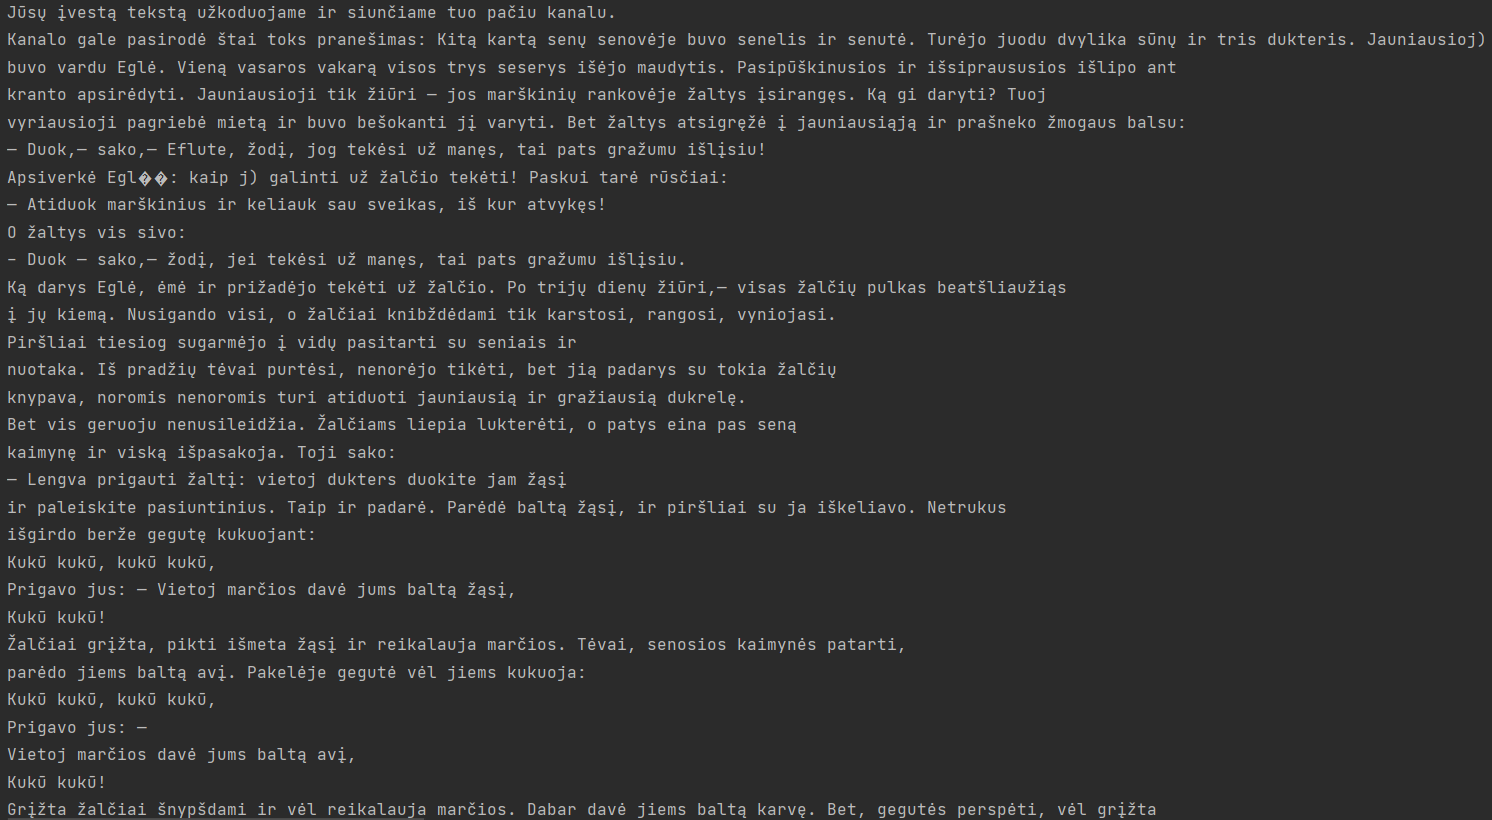 Jūsų įvestą tekstą užkoduojame ir siunčiame tuo pačiu kanalu.
Kanalo gale pasirodė štai toks pranešimas: Kitą kartą senų senovėje buvo senelis ir senutė. Turėjo juodu dvylika sūnų ir tris dukteris. Jauniausioj)
buvo vardu Eglė. Vieną vasaros vakarą visos trys seserys išėjo maudytis. Pasipūškinusios ir išsipraus
usios išlipo ant
kranto apsirėdyti. Jauniausioji tik žiūri — jos marškinių rankovėje žaltys įsirangęs. Ką gi daryti? Tuoj
vyriausioji pagriebė mietą ir buvo bešokanti jį varyti. Bet žaltys atsigręžė į jauniausiąją ir prašneko žmogaus balsu:
— Duok,— sako,— Eflute, žodį, jog tekėsi už manęs, tai pats gražumu išlįsiu!
Apsiverkė Egl��: kaip j) galinti už žalčio tekėti! Paskui tarė rūsčiai:
— Atiduok marškinius ir keliauk sau sveikas, iš kur atvykęs!
O žaltys vis sivo:
– Duok — sako,— žodį, jei tekėsi už manęs, tai pats gražumu išlįsiu.
Ką darys Eglė, ėmė ir prižadėjo tekėti už žalčio. Po trijų dienų žiūri,— visas žalčių pulkas beatšliaužiąs
į jų kiemą. Nusigando visi, o žalčiai knibždėdami tik karstosi, rangosi, vyniojasi.
Piršliai tiesiog sugarmėjo į vidų pasitarti su seniais ir
nuotaka. Iš pradžių tėvai purtėsi, nenorėjo tikėti, bet jią padarys su tokia žalčių
knypava, noromis nenoromis turi atiduoti jauniausią ir gražiausią dukrelę.
Bet vis geruoju nenusileidžia. Žalčiams liepia lukterėti, o patys eina pas seną
kaimynę ir viską išpasakoja. Toji sako:
— Lengva prigauti žaltį: vietoj dukters duokite jam žąsį
ir paleiskite pasiuntinius. Taip ir padarė. Parėdė baltą žąsį, ir piršliai su ja iškeliavo. Netrukus
išgirdo berže gegutę kukuojant:
Kukū kukū, kukū kukū,
Prigavo jus: — Vietoj marčios davė jums baltą žąsį,
Kukū kukū!
Žalčiai grįžta, pikti išmeta žąsį ir reikalauja marčios. Tėvai, senosios kaimynės patarti,
parėdo jiems baltą avį. Pakelėje gegutė vėl jiems kukuoja:
Kukū kukū, kukū kukū,
Prigavo jus: —
Vietoj marčios davė jums baltą avį,
Kukū kukū!
Grįžta žalčiai šnypšdami ir vėl reikalauja marčios. Dabar davė jiems baltą karvę. Bet, gegutės perspėti, vėl grįžta